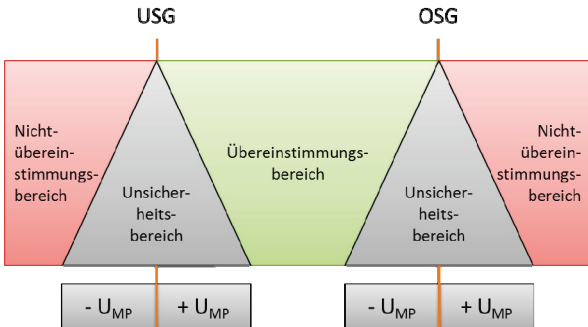 USG
OSG
Nicht-
überein-
stimmungs-
bereich
Unsicher-
heits-
bereich
Übereinstimmungs-
bereich
Unsicher-
heits-
bereich
Nicht-
überein-
stimmungs-
bereich
- UMP + UMP
- UMP + UMP